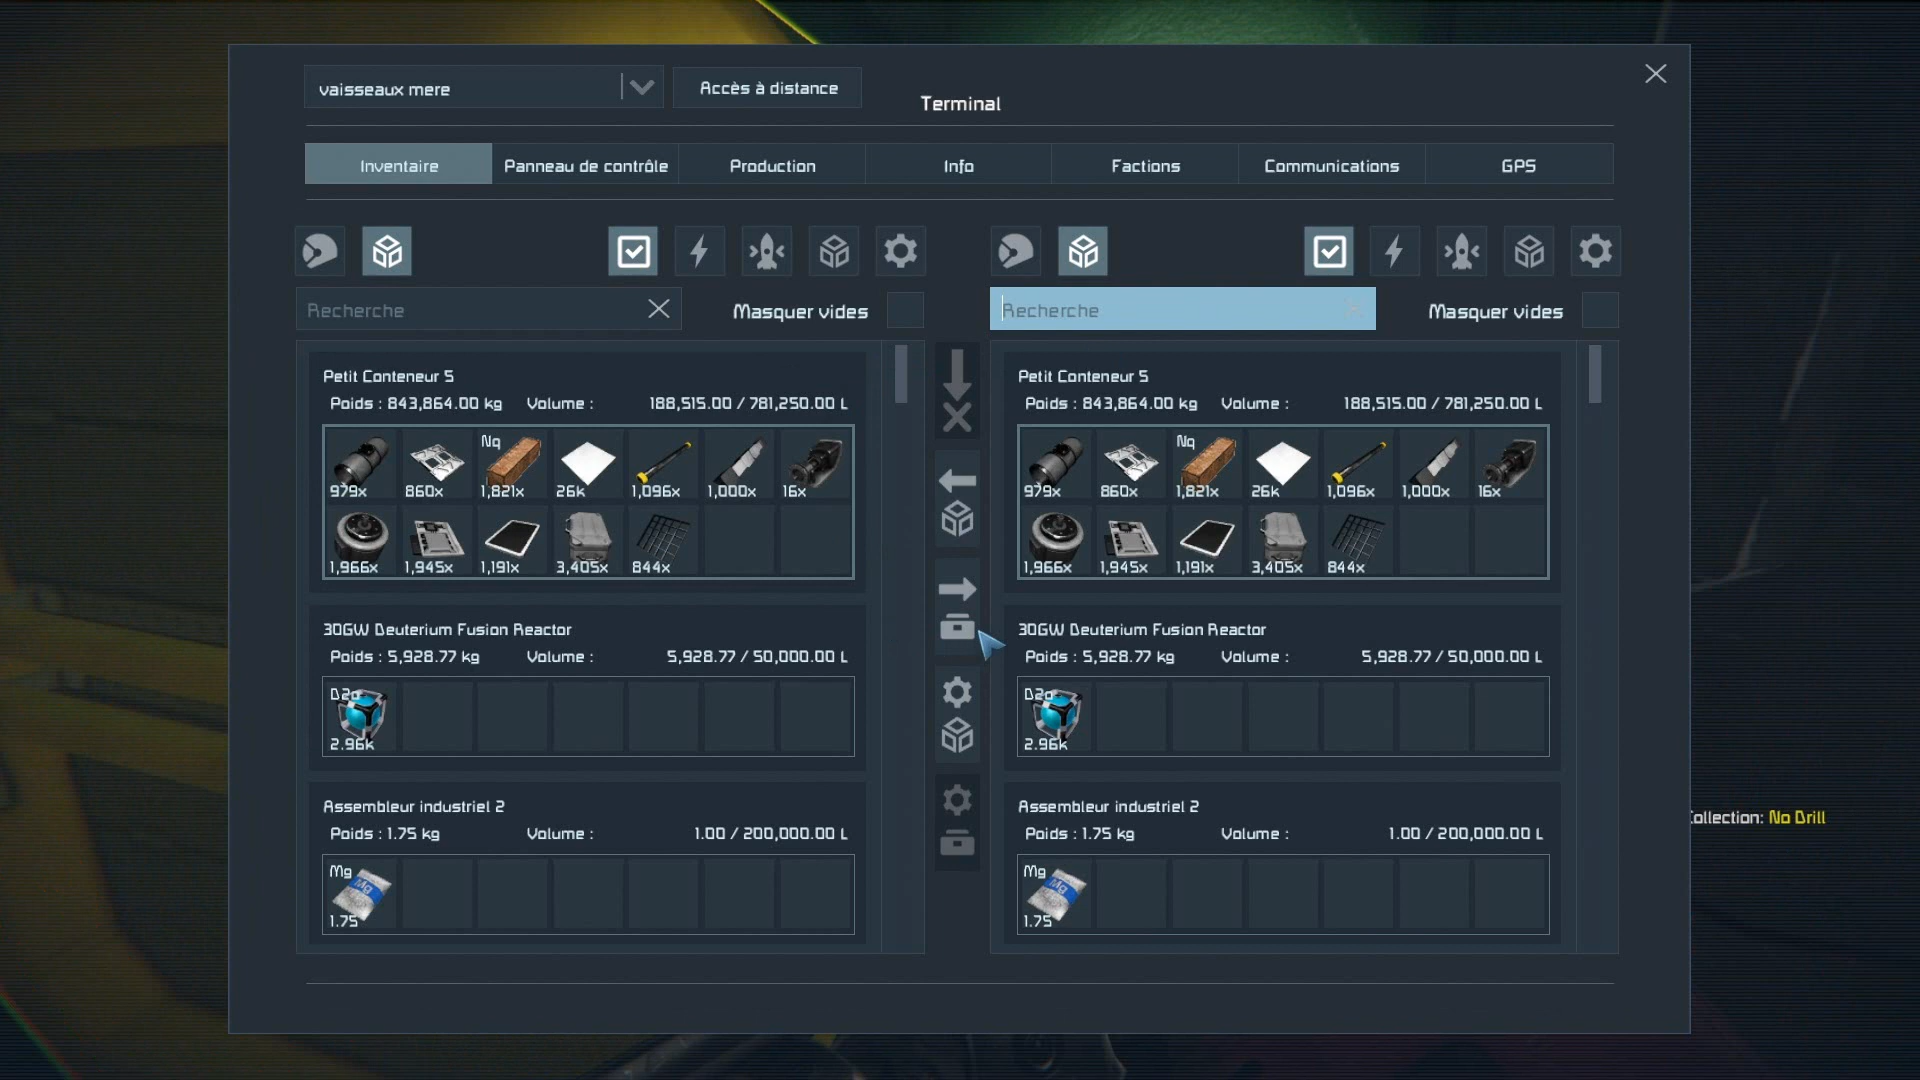 vaisseaux mere
Accès à distance
Terminal
Inventaire
Panneau de contrôle
Production
Info
Factions
Communications
GPS
Recherche
Masquer vides
Recherche
Masquer vides
Petit Conteneur 5
Poids : 843,864.00 kg Volume : 188,515.00 / 781,250.00 L
Nq
979x 860x 1,821x 26k 1,096x 1,000x 16x
1,966x 1,945x 1,191x 3,405x 844x
30GW Deuterium Fusion Reactor
Poids : 5,928.77 kg Volume : 5,928.77 / 50,000.00 L
D2o
2.96k
Assembleur industriel 2
Poids : 1.75 kg Volume : 1.00 / 200,000.00 L
Mg
Mg
1.75
Petit Conteneur 5
Poids : 843,864.00 kg Volume : 188,515.00 / 781,250.00 L
Nq
979x 860x 1,821x 26k 1,096x 1,000x 16x
1,966x 1,945x 1,191x 3,405x 844x
30GW Deuterium Fusion Reactor
Poids : 5,928.77 kg Volume : 5,928.77 / 50,000.00 L
D2o
2.96k
Assembleur industriel 2
Poids : 1.75 kg Volume : 1.00 / 200,000.00 L
Mg
Mg
1.75
ollection: No Drill